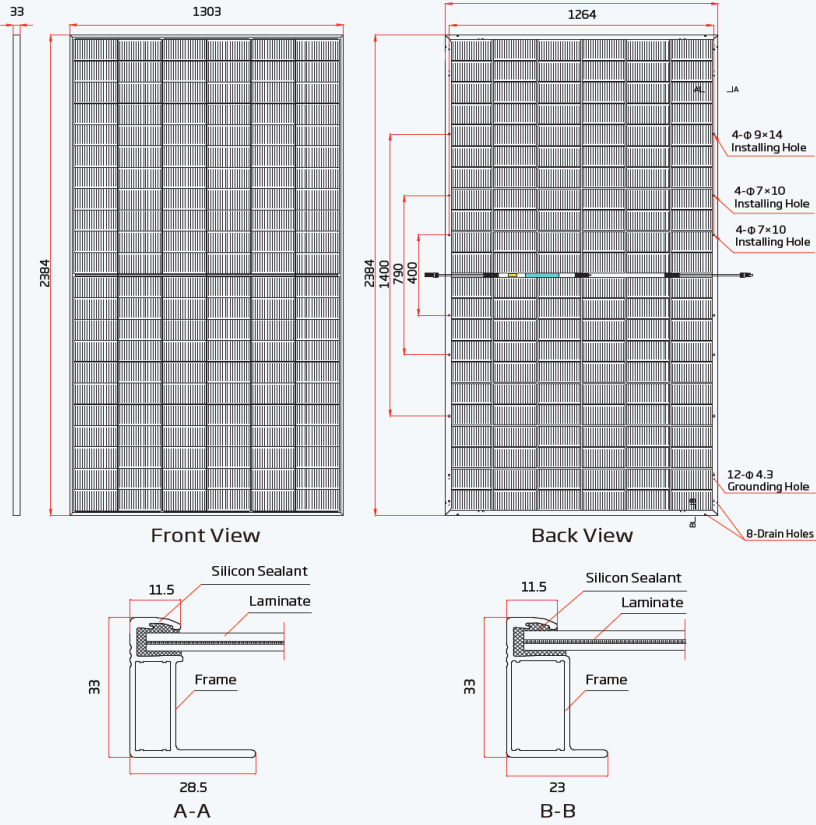 33
1303
1264
2384
2384
1400
790
400
A
A
4-Φ 9×14
Installing Hole
4-Φ 7×10
Installing Hole
4-Φ 7×10
Installing Hole
12-Φ 4.3
Grounding Hole
B
B
8-Drain Holes
Front View
Back View
11.5
Silicon Sealant
Laminate
33
Frame
28.5
A-A
11.5
Silicon Sealant
Laminate
33
Frame
23
B-B